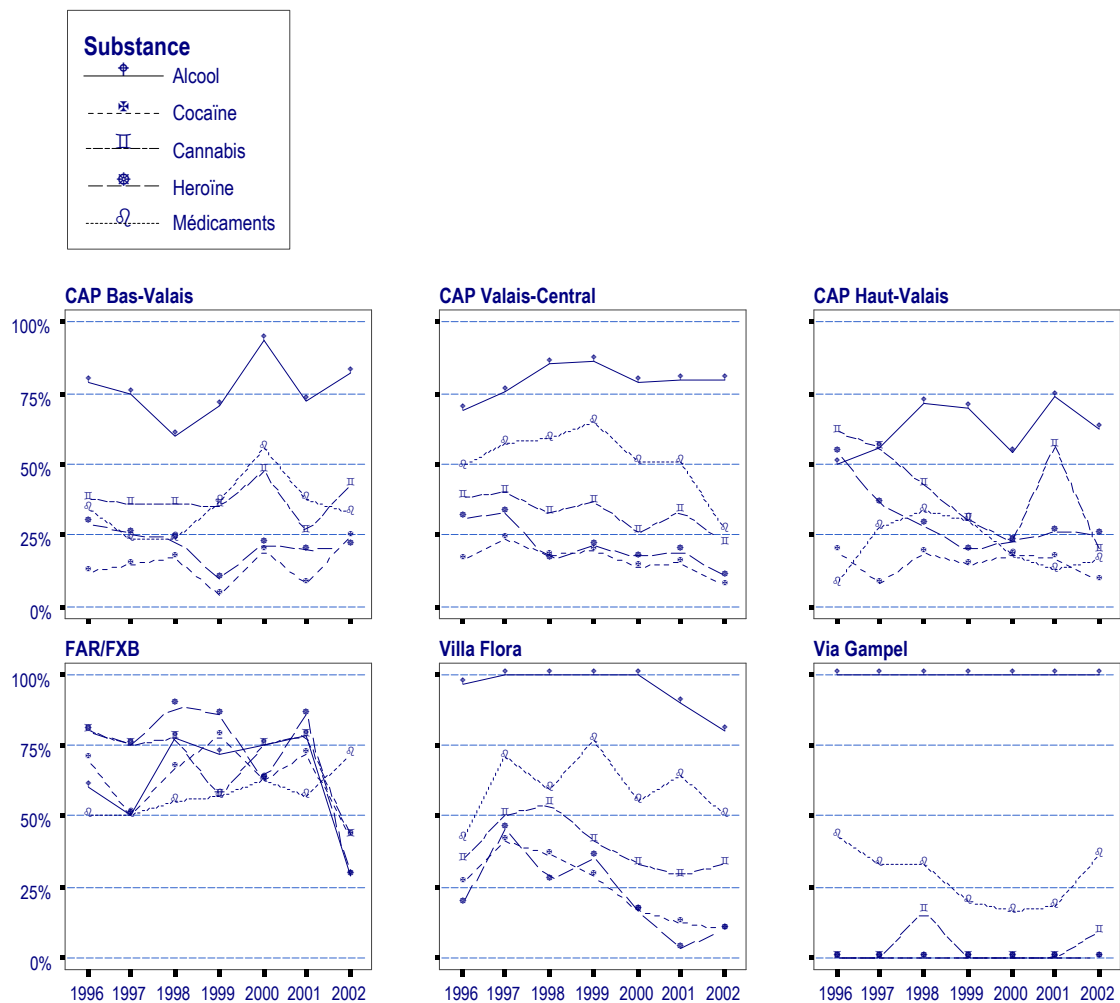 Substance
Alcool
Cocaïne
Cannabis
Heroïne
Médicaments
CAP Bas-Valais
CAP Valais-Central
CAP Haut-Valais
100%
75%
50%
25%
0%
FAR/FXB
Villa Flora
Via Gampel
100%
75%
50%
25%
0%
1996 1997 1998 1999 2000 2001 2002
1996 1997 1998 1999 2000 2001 2002
1996 1997 1998 1999 2000 2001 2002